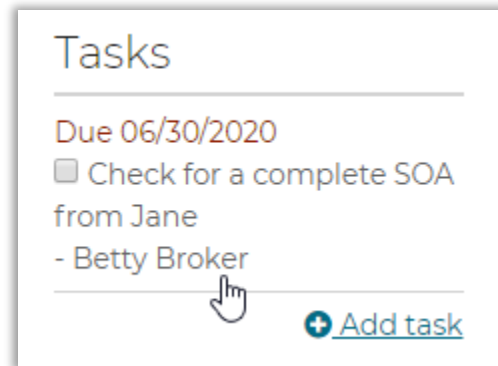 Tasks
Due 06/30/2020
Check for a complete SOA
from Jane
- Betty Broker
Add task